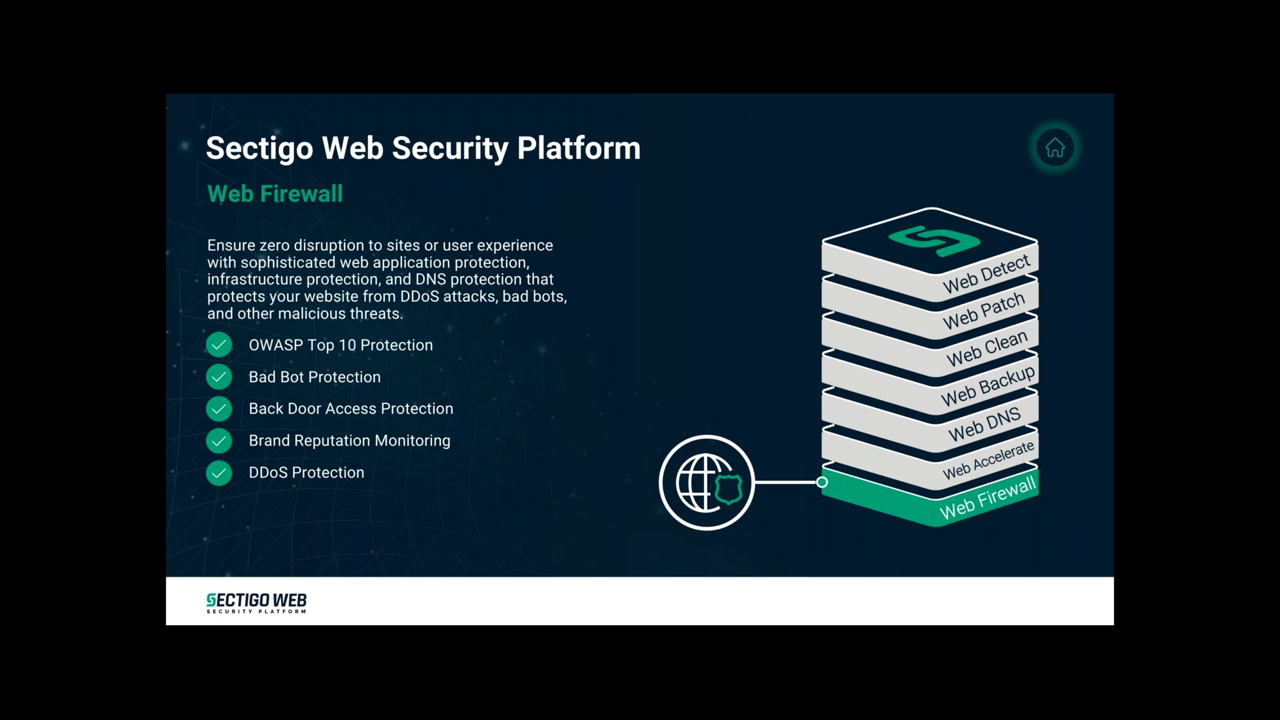 Sectigo Web Security Platform
Web Firewall
Ensure zero disruption to sites or user experience
with sophisticated web application protection,
infrastructure protection, and DNS protection that
protects your website from DDoS attacks, bad bots,
and other malicious threats.
OWASP Top 10 Protection
Bad Bot Protection
Back Door Access Protection
Brand Reputation Monitoring
DDoS Protection
Web Detect
Web Patch
Web Clean
Web Backup
Web DNS
Web Accelerate
Web Firewall
SECTIGO WEB
SECURITY PLATFORM